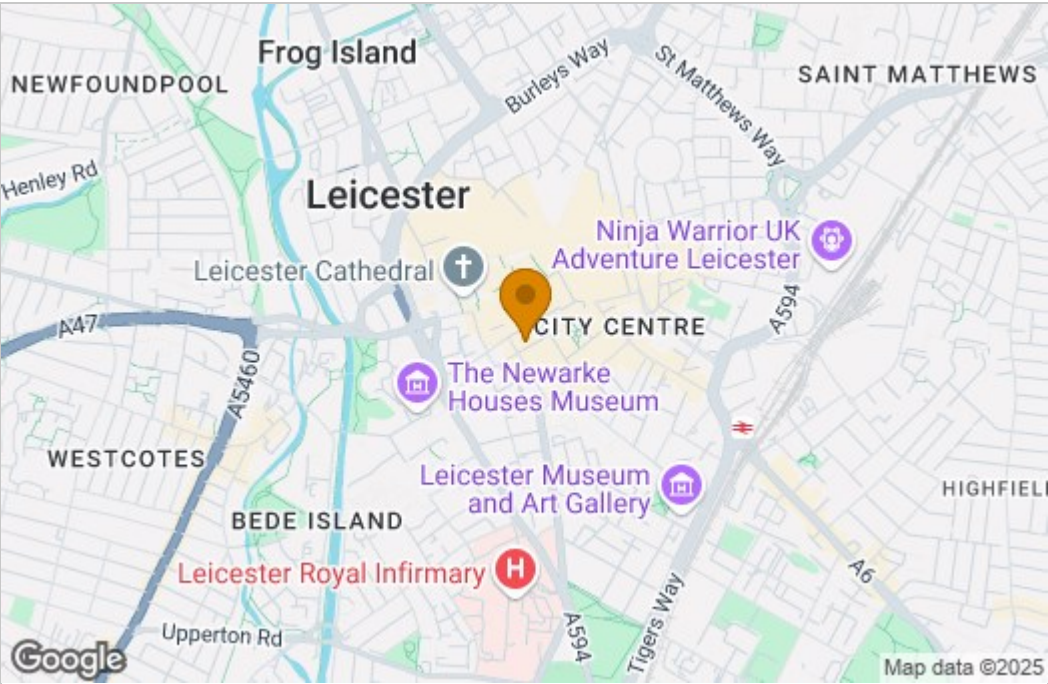 Frog Island
NEWFOUNDPOOL
Burleys Way
St Matthews Way
SAINT MATTHEWS
Henley Rd
Leicester
Ninja Warrior UK
Adventure Leicester
Leicester Cathedral
A594
A47
CITY CENTRE
A5460
The Newarke
Houses Museum
WESTCOTES
Leicester Museum
and Art Gallery
HIGHFIEL
BEDE ISLAND
Leicester Royal Infirmary
H
A6
Upperton Rd
A594
Tigers Way
Google
Map data ©2025